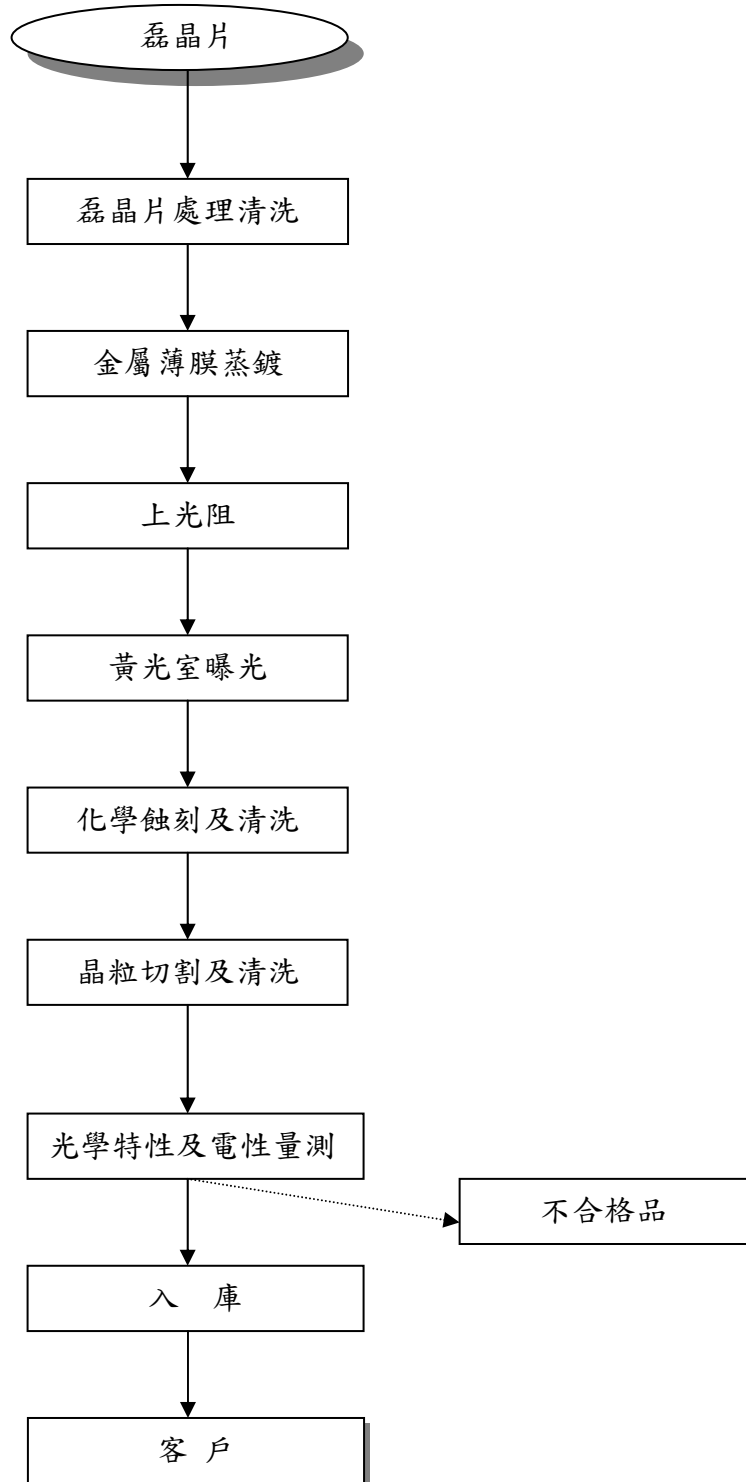 磊晶片
磊晶片處理清洗
金屬薄膜蒸鍍
上光阻
黃光室曝光
化學蝕刻及清洗
晶粒切割及清洗
光學特性及電性量測
不合格品
入 庫
客 戶